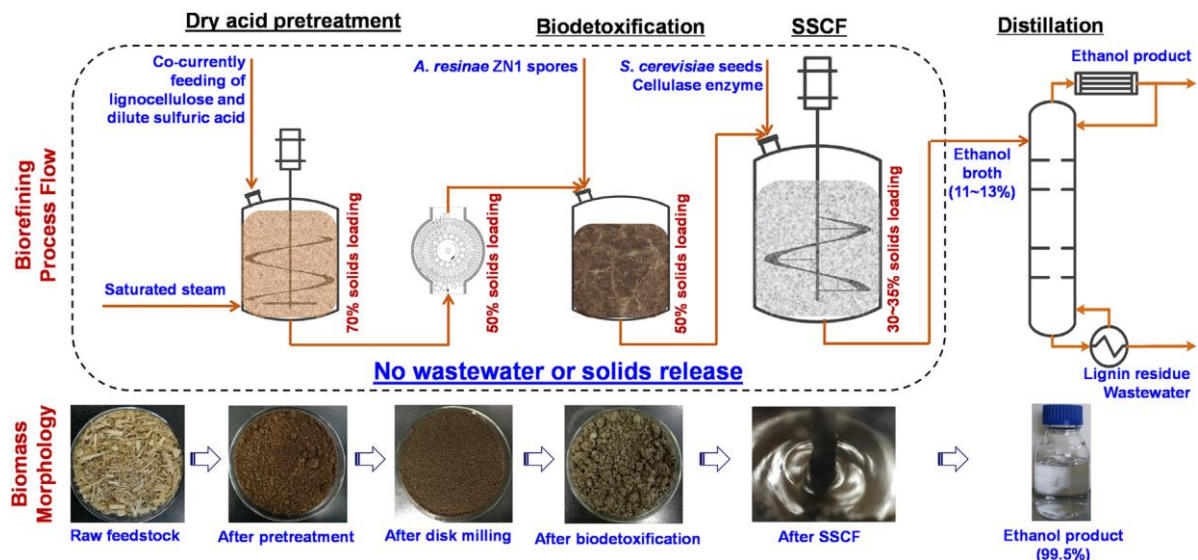 Dry acid pretreatment
Biodetoxification
SSCF
Distillation
Co-currently
feeding of
lignocellulose and
dilute sulfuric acid
A. resinae ZN1 spores
S. cerevisiae seeds
Cellulase enzyme
Ethanol product
Ethanol
broth
(11~13%)
Biorefining
Process Flow
Saturated steam
70% solids loading
50% solids loading
50% solids loading
30~35% solids loading
No wastewater or solids release
Lignin residue
Wastewater
Biomass
Morphology
Raw feedstock
After pretreatment
After disk milling
After biodetoxification
After SSCF
Ethanol product
(99.5%)